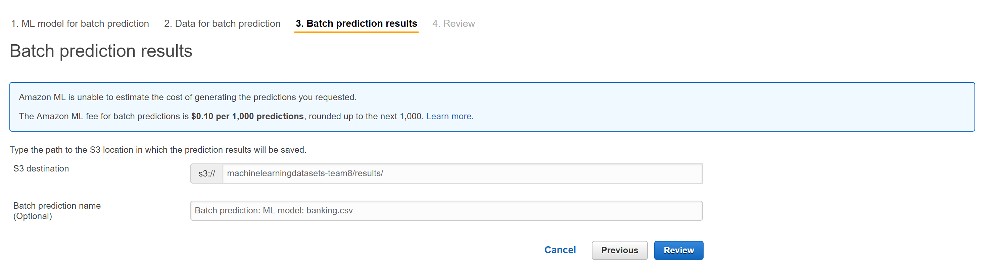 1. ML model for batch prediction 2. Data for batch prediction 3. Batch prediction results 4. Review
Batch prediction results
Amazon ML is unable to estimate the cost of generating the predictions you requested.
The Amazon ML fee for batch predictions is $0.10 per 1,000 predictions, rounded up to the next 1,000. Learn more.
Type the path to the S3 location in which the prediction results will be saved.
S3 destination s3:// machinelearningdatasets-team8/results/
Batch prediction name Batch prediction: ML model: banking.csv
(Optional)
Cancel Previous Review